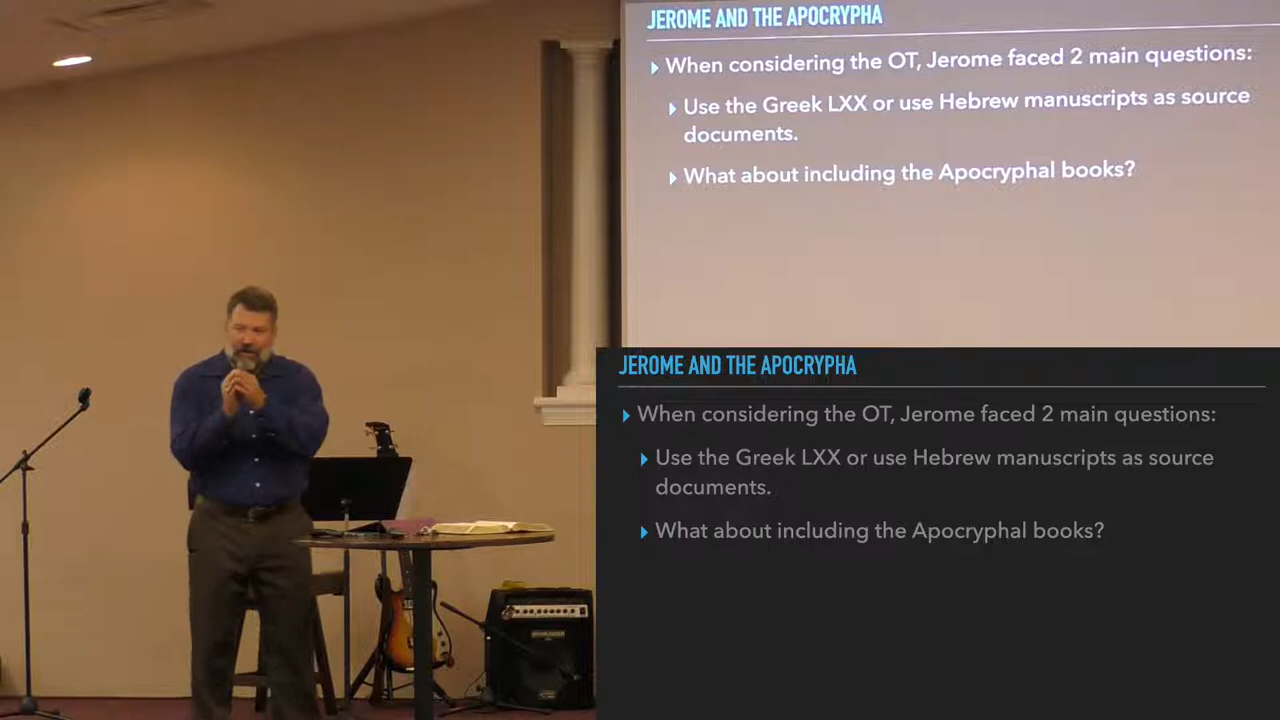 JEROME AND THE APOCRYPHA
When considering the OT, Jerome faced 2 main questions:
Use the Greek LXX or use Hebrew manuscripts as source
documents.
What about including the Apocryphal books?
JEROME AND THE APOCRYPHA
When considering the OT, Jerome faced 2 main questions:
Use the Greek LXX or use Hebrew manuscripts as source
documents.
What about including the Apocryphal books?